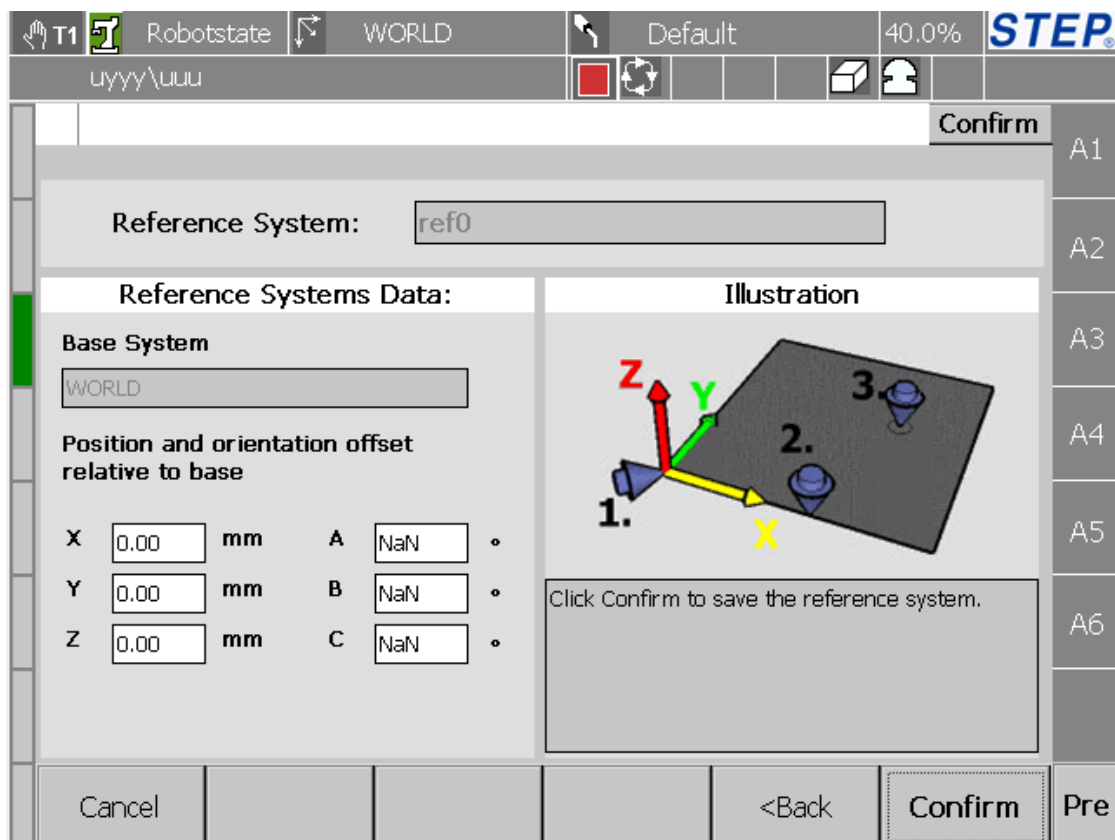 T1 Robotstate WORLD Default 40.0% STEP®
uyyy\uuu
Confirm
A1
Reference System: ref0
A2
Reference Systems Data:
Illustration
Base System
WORLD
A3
Position and orientation offset
relative to base
Z
Y
X
1.
2.
3.
A4
X 0.00 mm A NaN °
Y 0.00 mm B NaN °
Z 0.00 mm C NaN °
A5
Click Confirm to save the reference system.
A6
Cancel <Back Confirm Pre